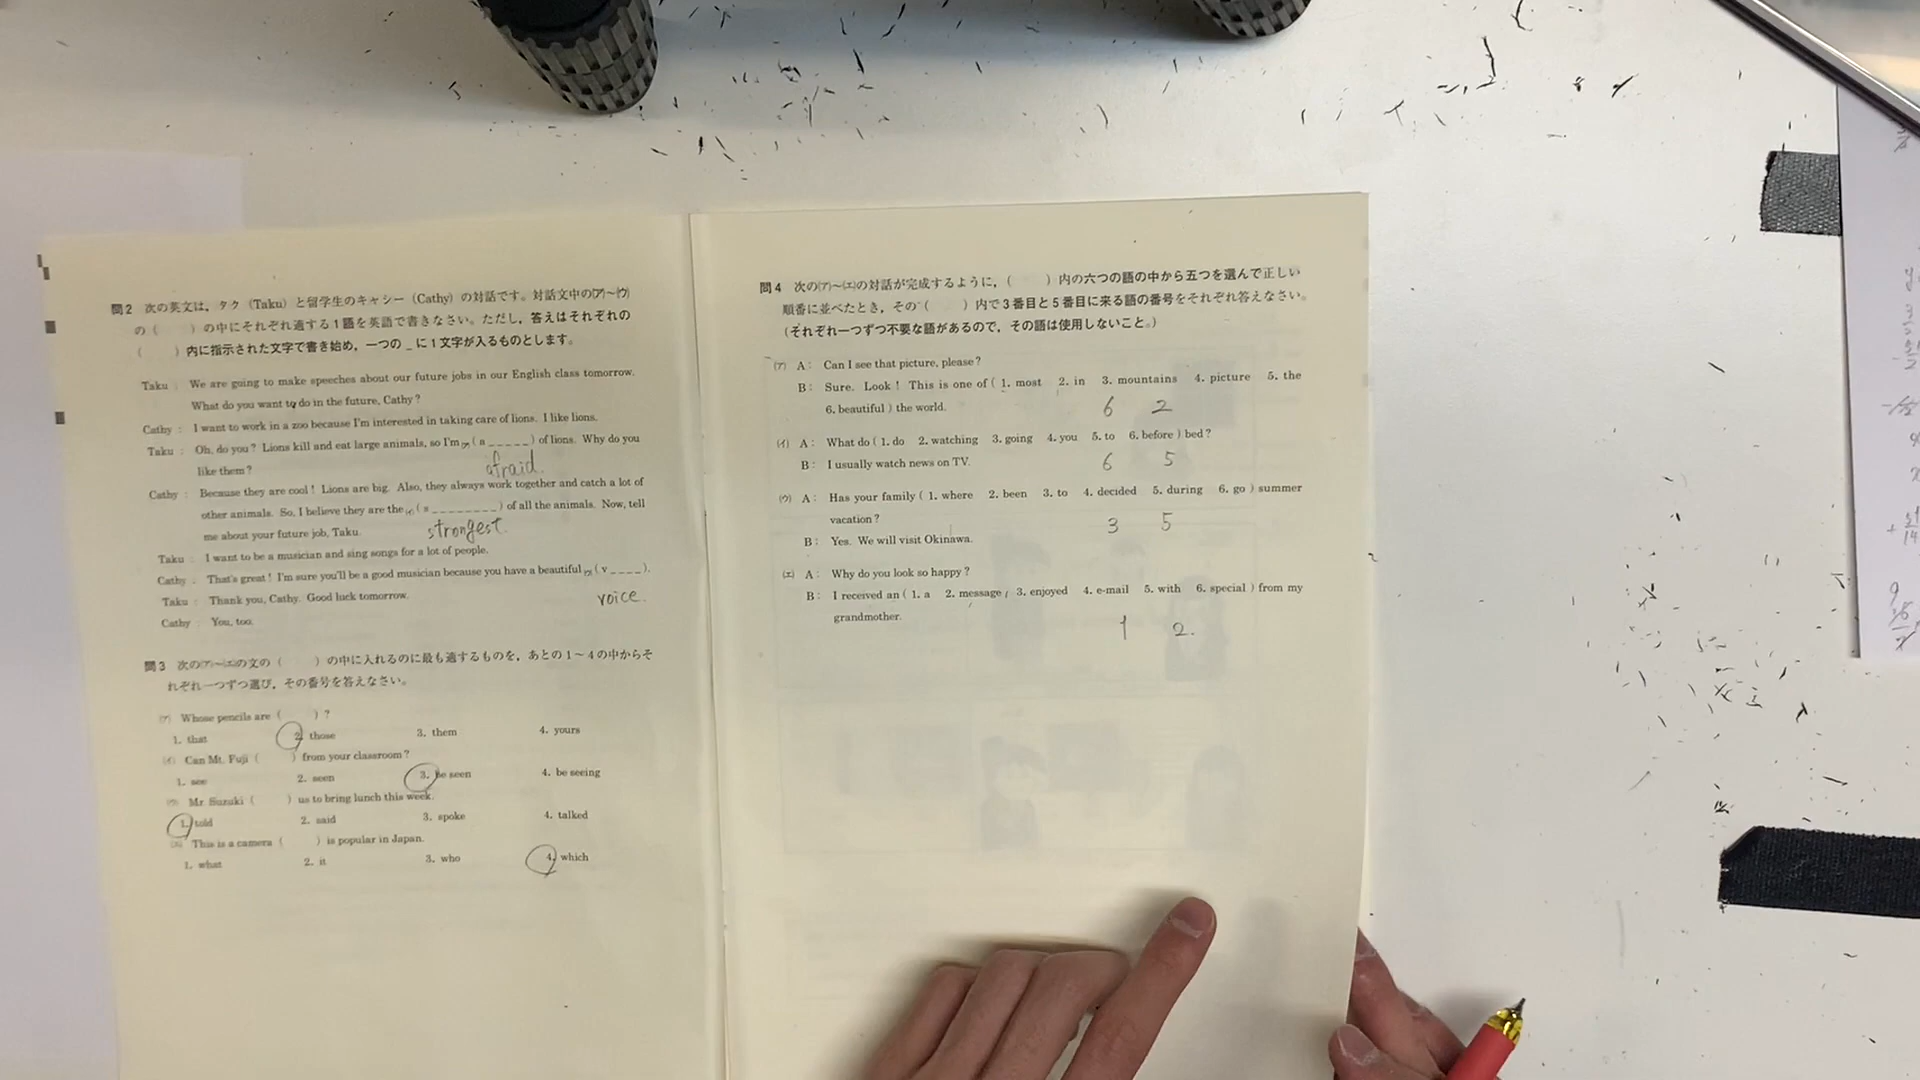 問2 次の英文は，タク（Taku）と留学生のキャシー（Cathy）の対話です。対話文中の(ア)～(ウ)
の（　　）の中にそれぞれ適する1語を英語で書きなさい。ただし，答えはそれぞれの
（　　）内に指示された文字で書き始め，一つの _ に1文字が入るものとします。
Taku : We are going to make speeches about our future jobs in our English class tomorrow.
What do you want to do in the future, Cathy?
Cathy : I want to work in a zoo because I'm interested in taking care of lions. I like lions.
Taku : Oh, do you? Lions kill and eat large animals, so I'm (ア)( a _____ ) of lions. Why do you
like them?
afraid.
Cathy : Because they are cool! Lions are big. Also, they always work together and catch a lot of
other animals. So, I believe they are the (イ)( s ________ ) of all the animals. Now, tell
me about your future job, Taku.
strongest.
Taku : I want to be a musician and sing songs for a lot of people.
Cathy : That's great! I'm sure you'll be a good musician because you have a beautiful (ウ)( v ____ ).
Taku : Thank you, Cathy. Good luck tomorrow.
voice.
Cathy : You, too.
問3 次の(ア)～(エ)の文の（　　）の中に入れるのに最も適するものを，あとの1～4の中からそ
れぞれ一つずつ選び，その番号を答えなさい。
(ア) Whose pencils are (　　) ?
1. that 2. those 3. them 4. yours
(イ) Can Mt. Fuji (　　) from your classroom?
1. see 2. seen 3. be seen 4. be seeing
(ウ) Mr. Suzuki (　　) us to bring lunch this week.
1. told 2. said 3. spoke 4. talked
(エ) This is a camera (　　) is popular in Japan.
1. what 2. it 3. who 4. which
問4 次の(ア)～(エ)の対話が完成するように，（　　）内の六つの語の中から五つを選んで正しい
順番に並べたとき，その（　　）内で3番目と5番目に来る語の番号をそれぞれ答えなさい。
（それぞれ一つずつ不要な語があるので，その語は使用しないこと。）
(ア) A : Can I see that picture, please?
B : Sure. Look! This is one of ( 1. most 2. in 3. mountains 4. picture 5. the
6. beautiful ) the world.
6 2
(イ) A : What do ( 1. do 2. watching 3. going 4. you 5. to 6. before ) bed?
B : I usually watch news on TV.
6 5
(ウ) A : Has your family ( 1. where 2. been 3. to 4. decided 5. during 6. go ) summer
vacation?
3 5
B : Yes. We will visit Okinawa.
(エ) A : Why do you look so happy?
B : I received an ( 1. a 2. message 3. enjoyed 4. e-mail 5. with 6. special ) from my
grandmother.
1 2.